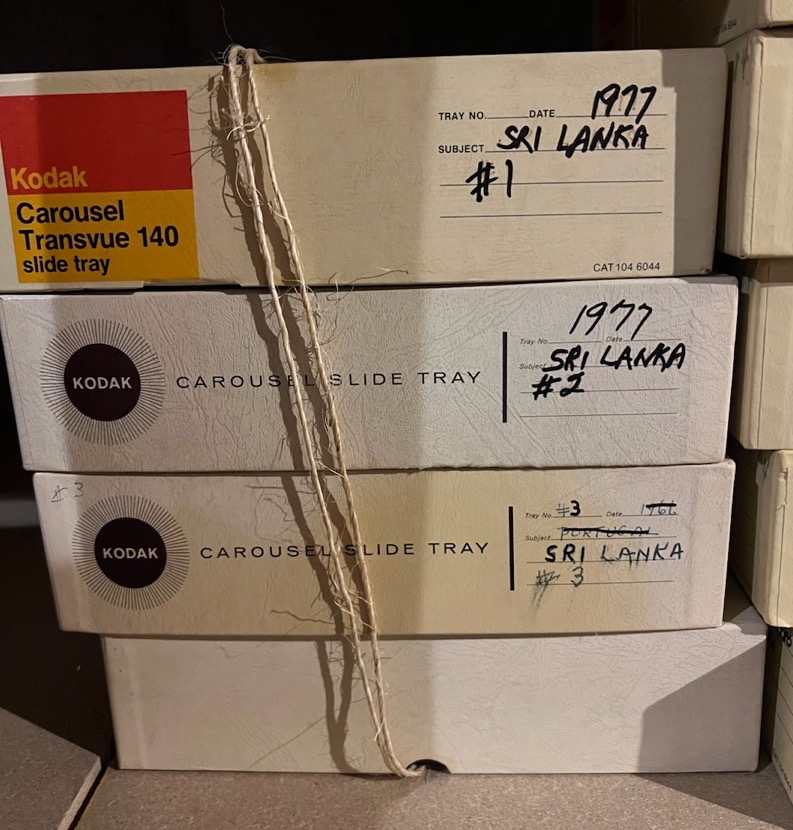 TRAY NO. DATE 1977
SUBJECT SRI LANKA
#1
Kodak
Carousel
Transvue 140
slide tray
CAT 104 6044
1977
Tray No. Date
Subject SRI LANKA
#2
KODAK
CAROUSEL SLIDE TRAY
#3
Tray No. #3 Date 1966
Subject PORTUGAL
SRI LANKA
# 3
KODAK
CAROUSEL SLIDE TRAY